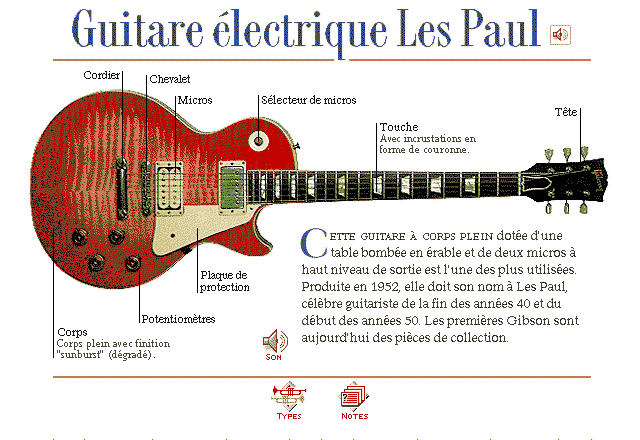 Guitare électrique Les Paul
Cordier
Chevalet
Micros
Sélecteur de micros
Touche
Avec incrustations en
forme de couronne.
Tête
CETTE GUITARE À CORPS PLEIN dotée d'une
table bombée en érable et de deux micros à
haut niveau de sortie est l'une des plus utilisées.
Produite en 1952, elle doit son nom à Les Paul,
célèbre guitariste de la fin des années 40 et du
début des années 50. Les premières Gibson sont
aujourd'hui des pièces de collection.
Plaque de
protection
Potentiomètres
Corps
Corps plein avec finition
"sunburst" (dégradé).
SON
TYPES
NOTES